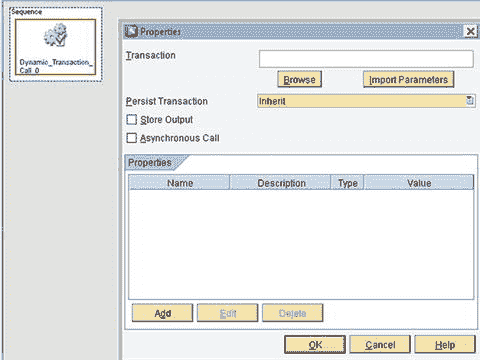 Sequence
Dynamic_Transaction_
Call_0
Properties
Transaction
Browse
Import Parameters
Persist Transaction
Inherit
Store Output
Asynchronous Call
Properties
Name Description Type Value
Add Edit Delete
OK Cancel Help